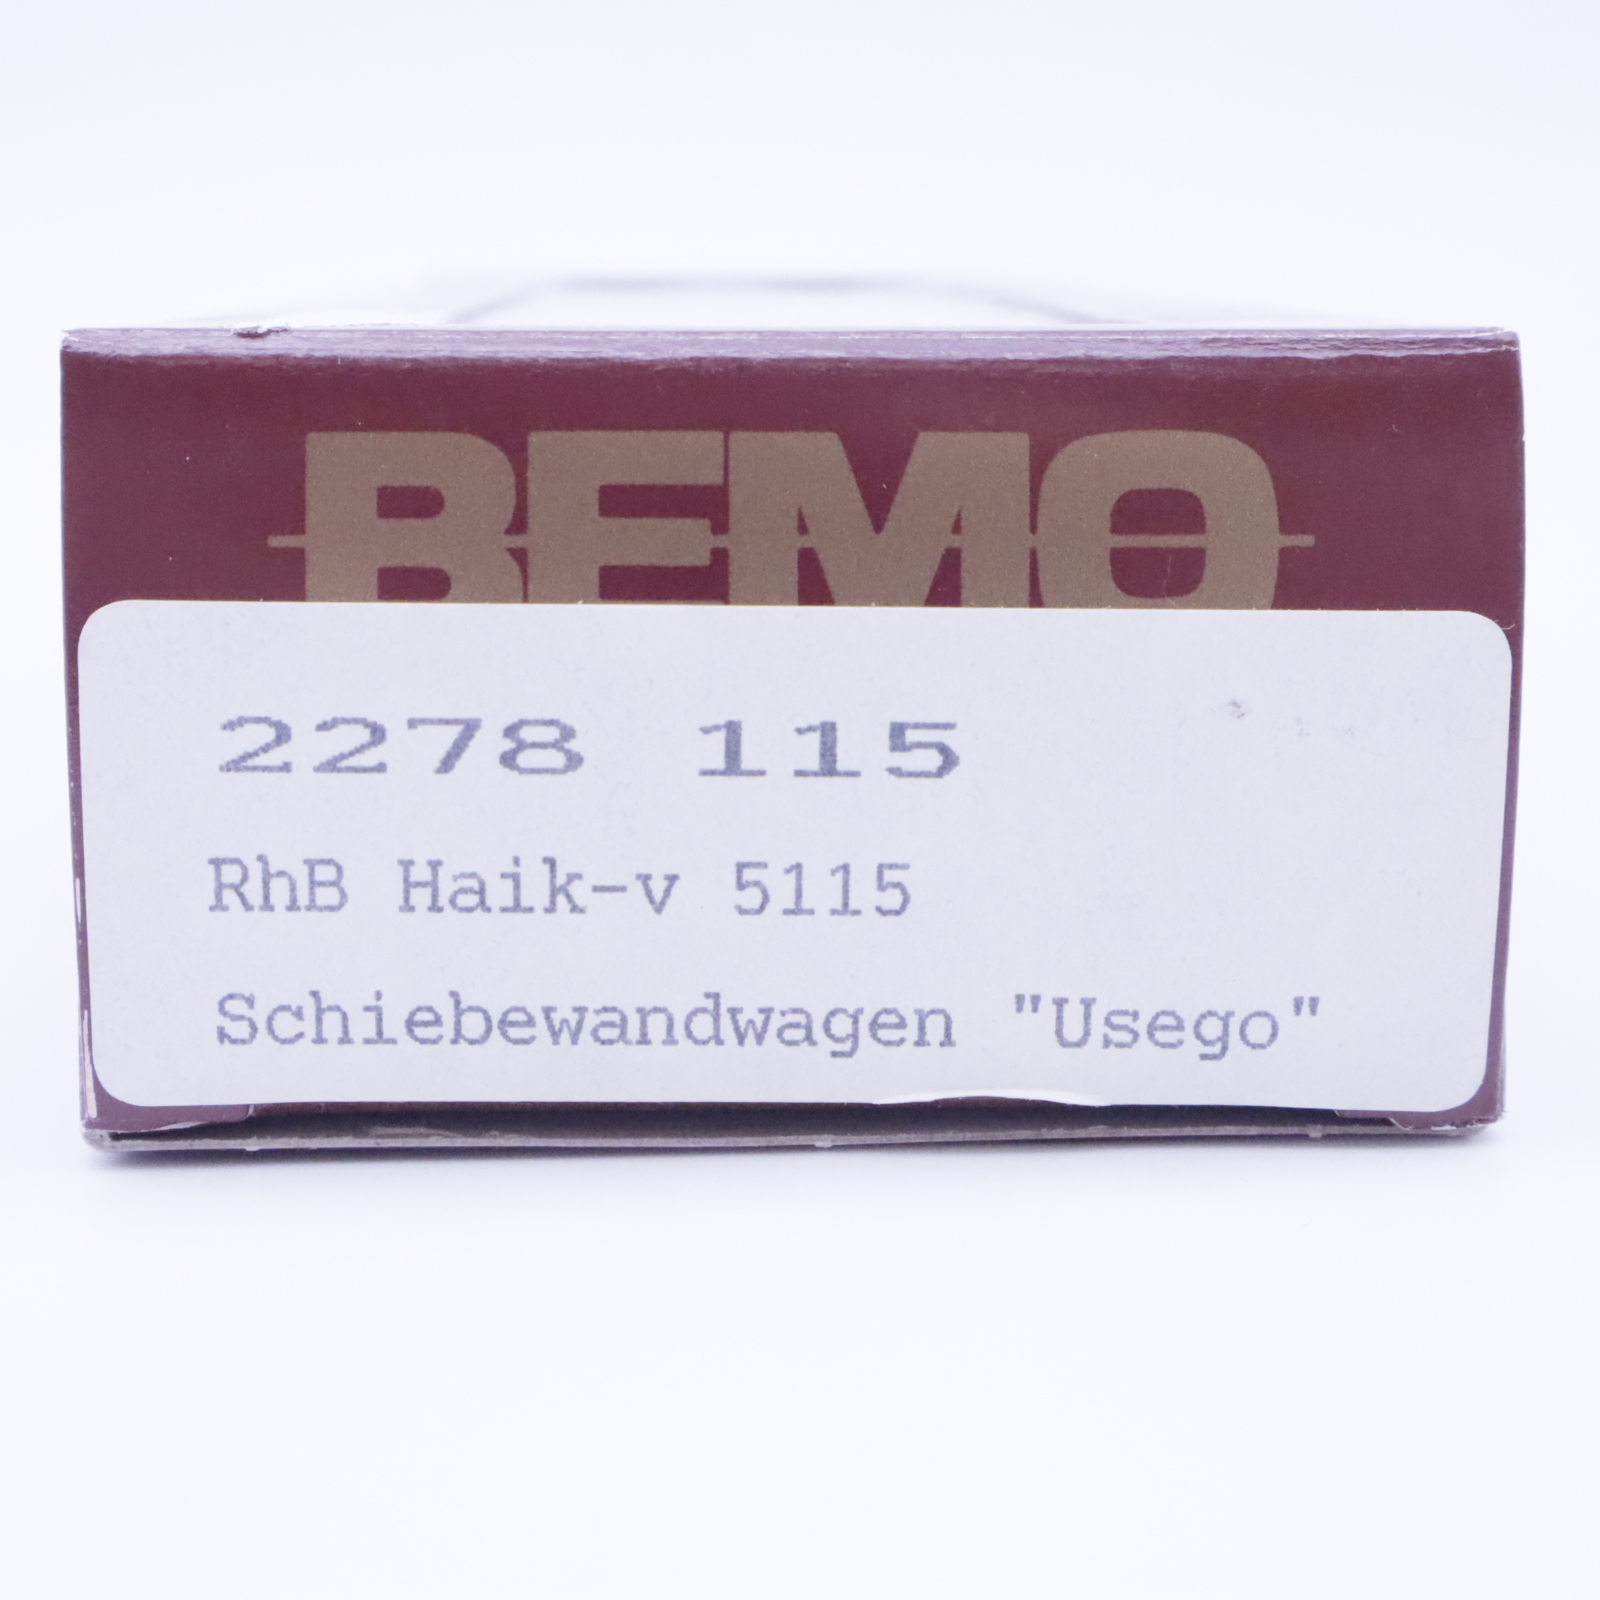 BEMO
2278 115
RhB Haik-v 5115
Schiebewandwagen "Usego"